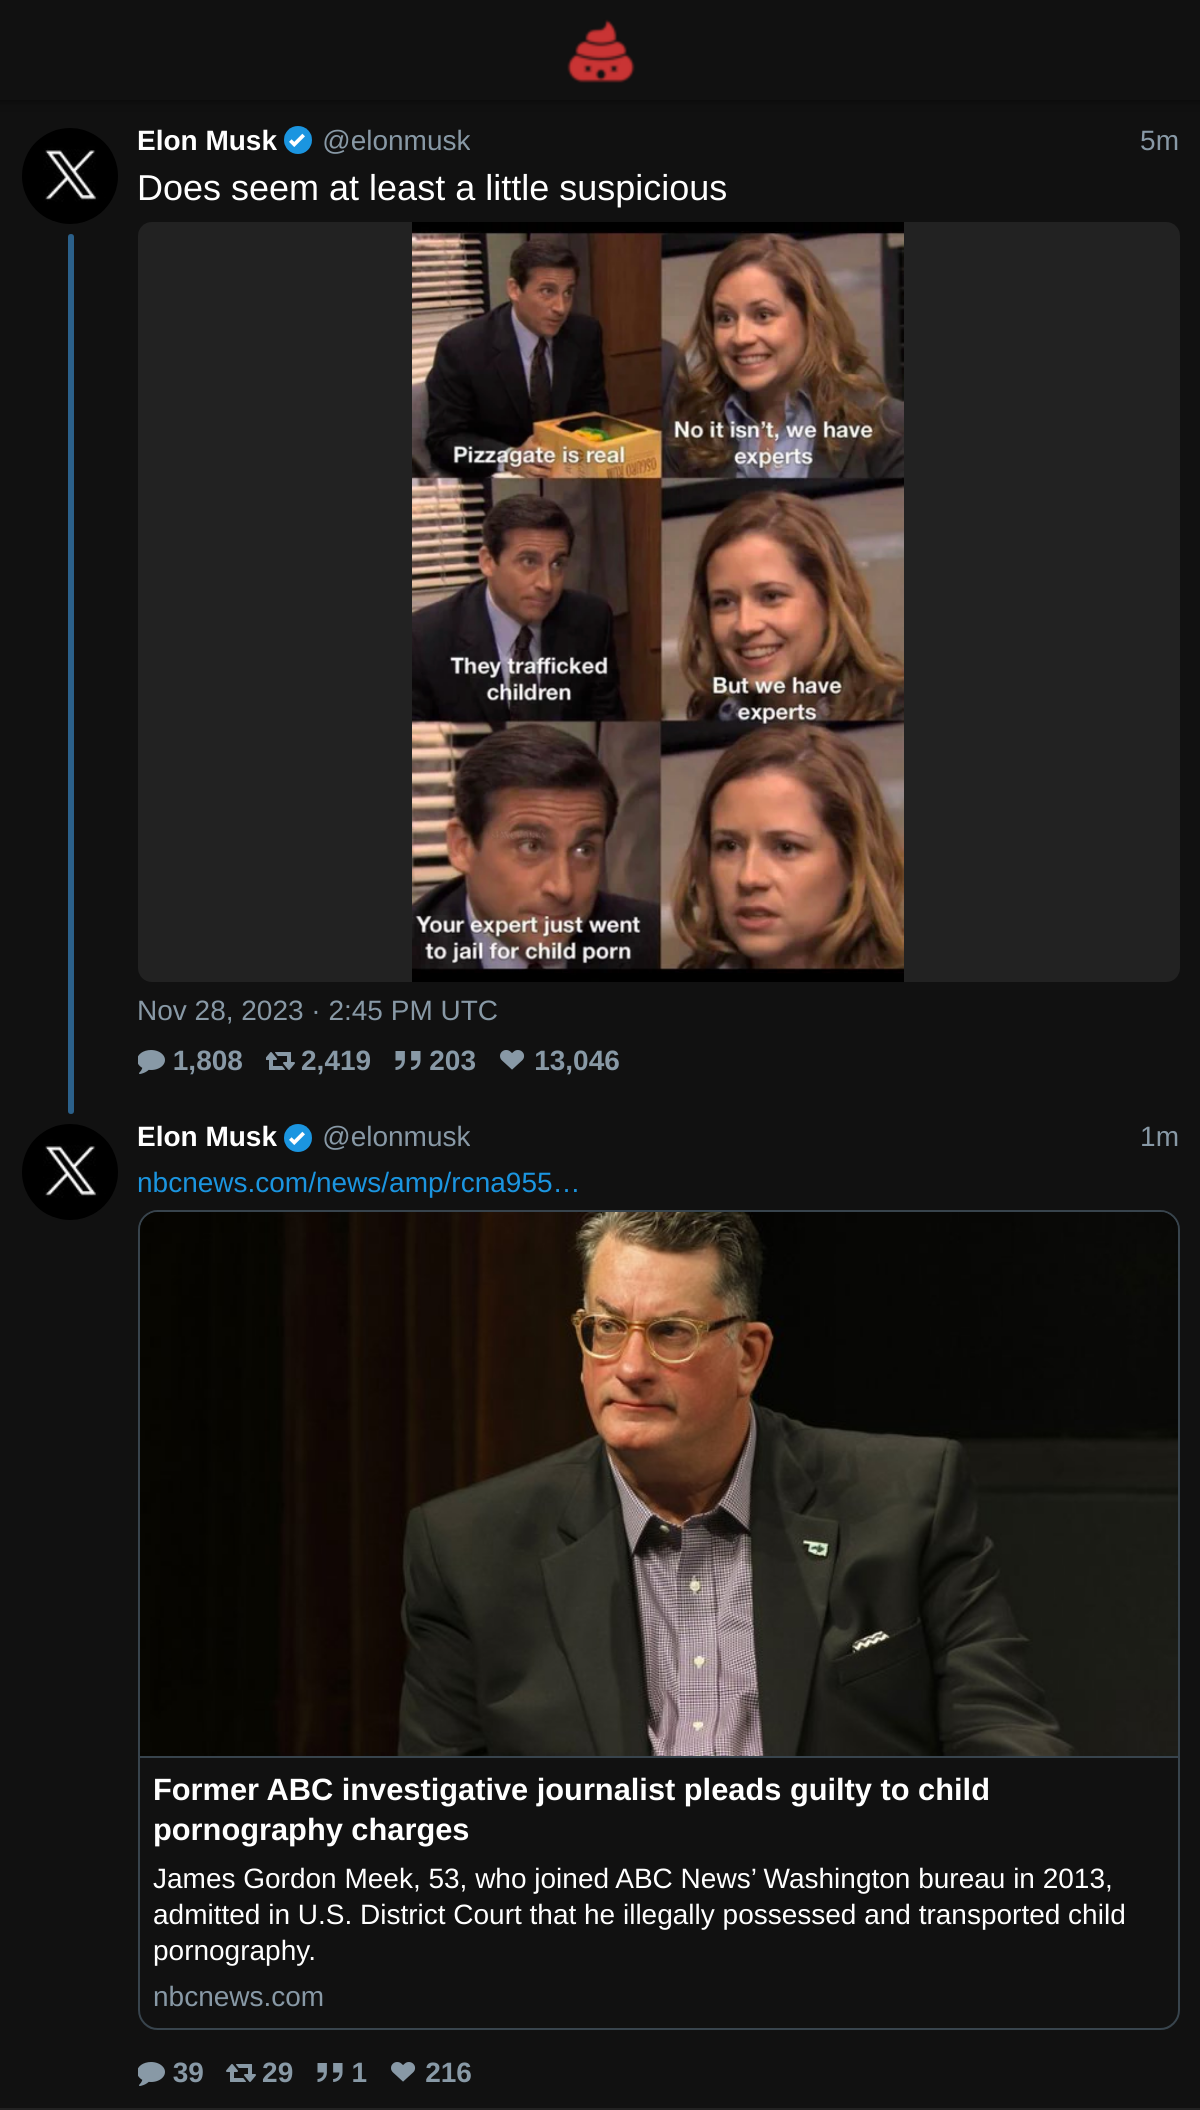 Elon Musk @elonmusk 5m
Does seem at least a little suspicious
Pizzagate is real
No it isn't, we have
experts
They trafficked
children
But we have
experts
Your expert just went
to jail for child porn
Nov 28, 2023 · 2:45 PM UTC
1,808 2,419 203 13,046
Elon Musk @elonmusk 1m
nbcnews.com/news/amp/rcna955…
Former ABC investigative journalist pleads guilty to child
pornography charges
James Gordon Meek, 53, who joined ABC News’ Washington bureau in 2013,
admitted in U.S. District Court that he illegally possessed and transported child
pornography.
nbcnews.com
39 29 1 216